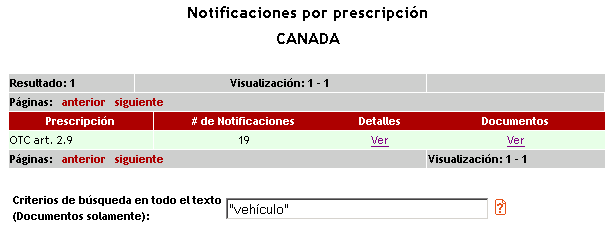 Notificaciones por prescripción
CANADA
Resultado: 1 Visualización: 1 - 1
Páginas: anterior siguiente
Prescripción # de Notificaciones Detalles Documentos
OTC art. 2.9 19 Ver Ver
Páginas: anterior siguiente Visualización: 1 - 1
Criterios de búsqueda en todo el texto
(Documentos solamente): "vehículo" ?